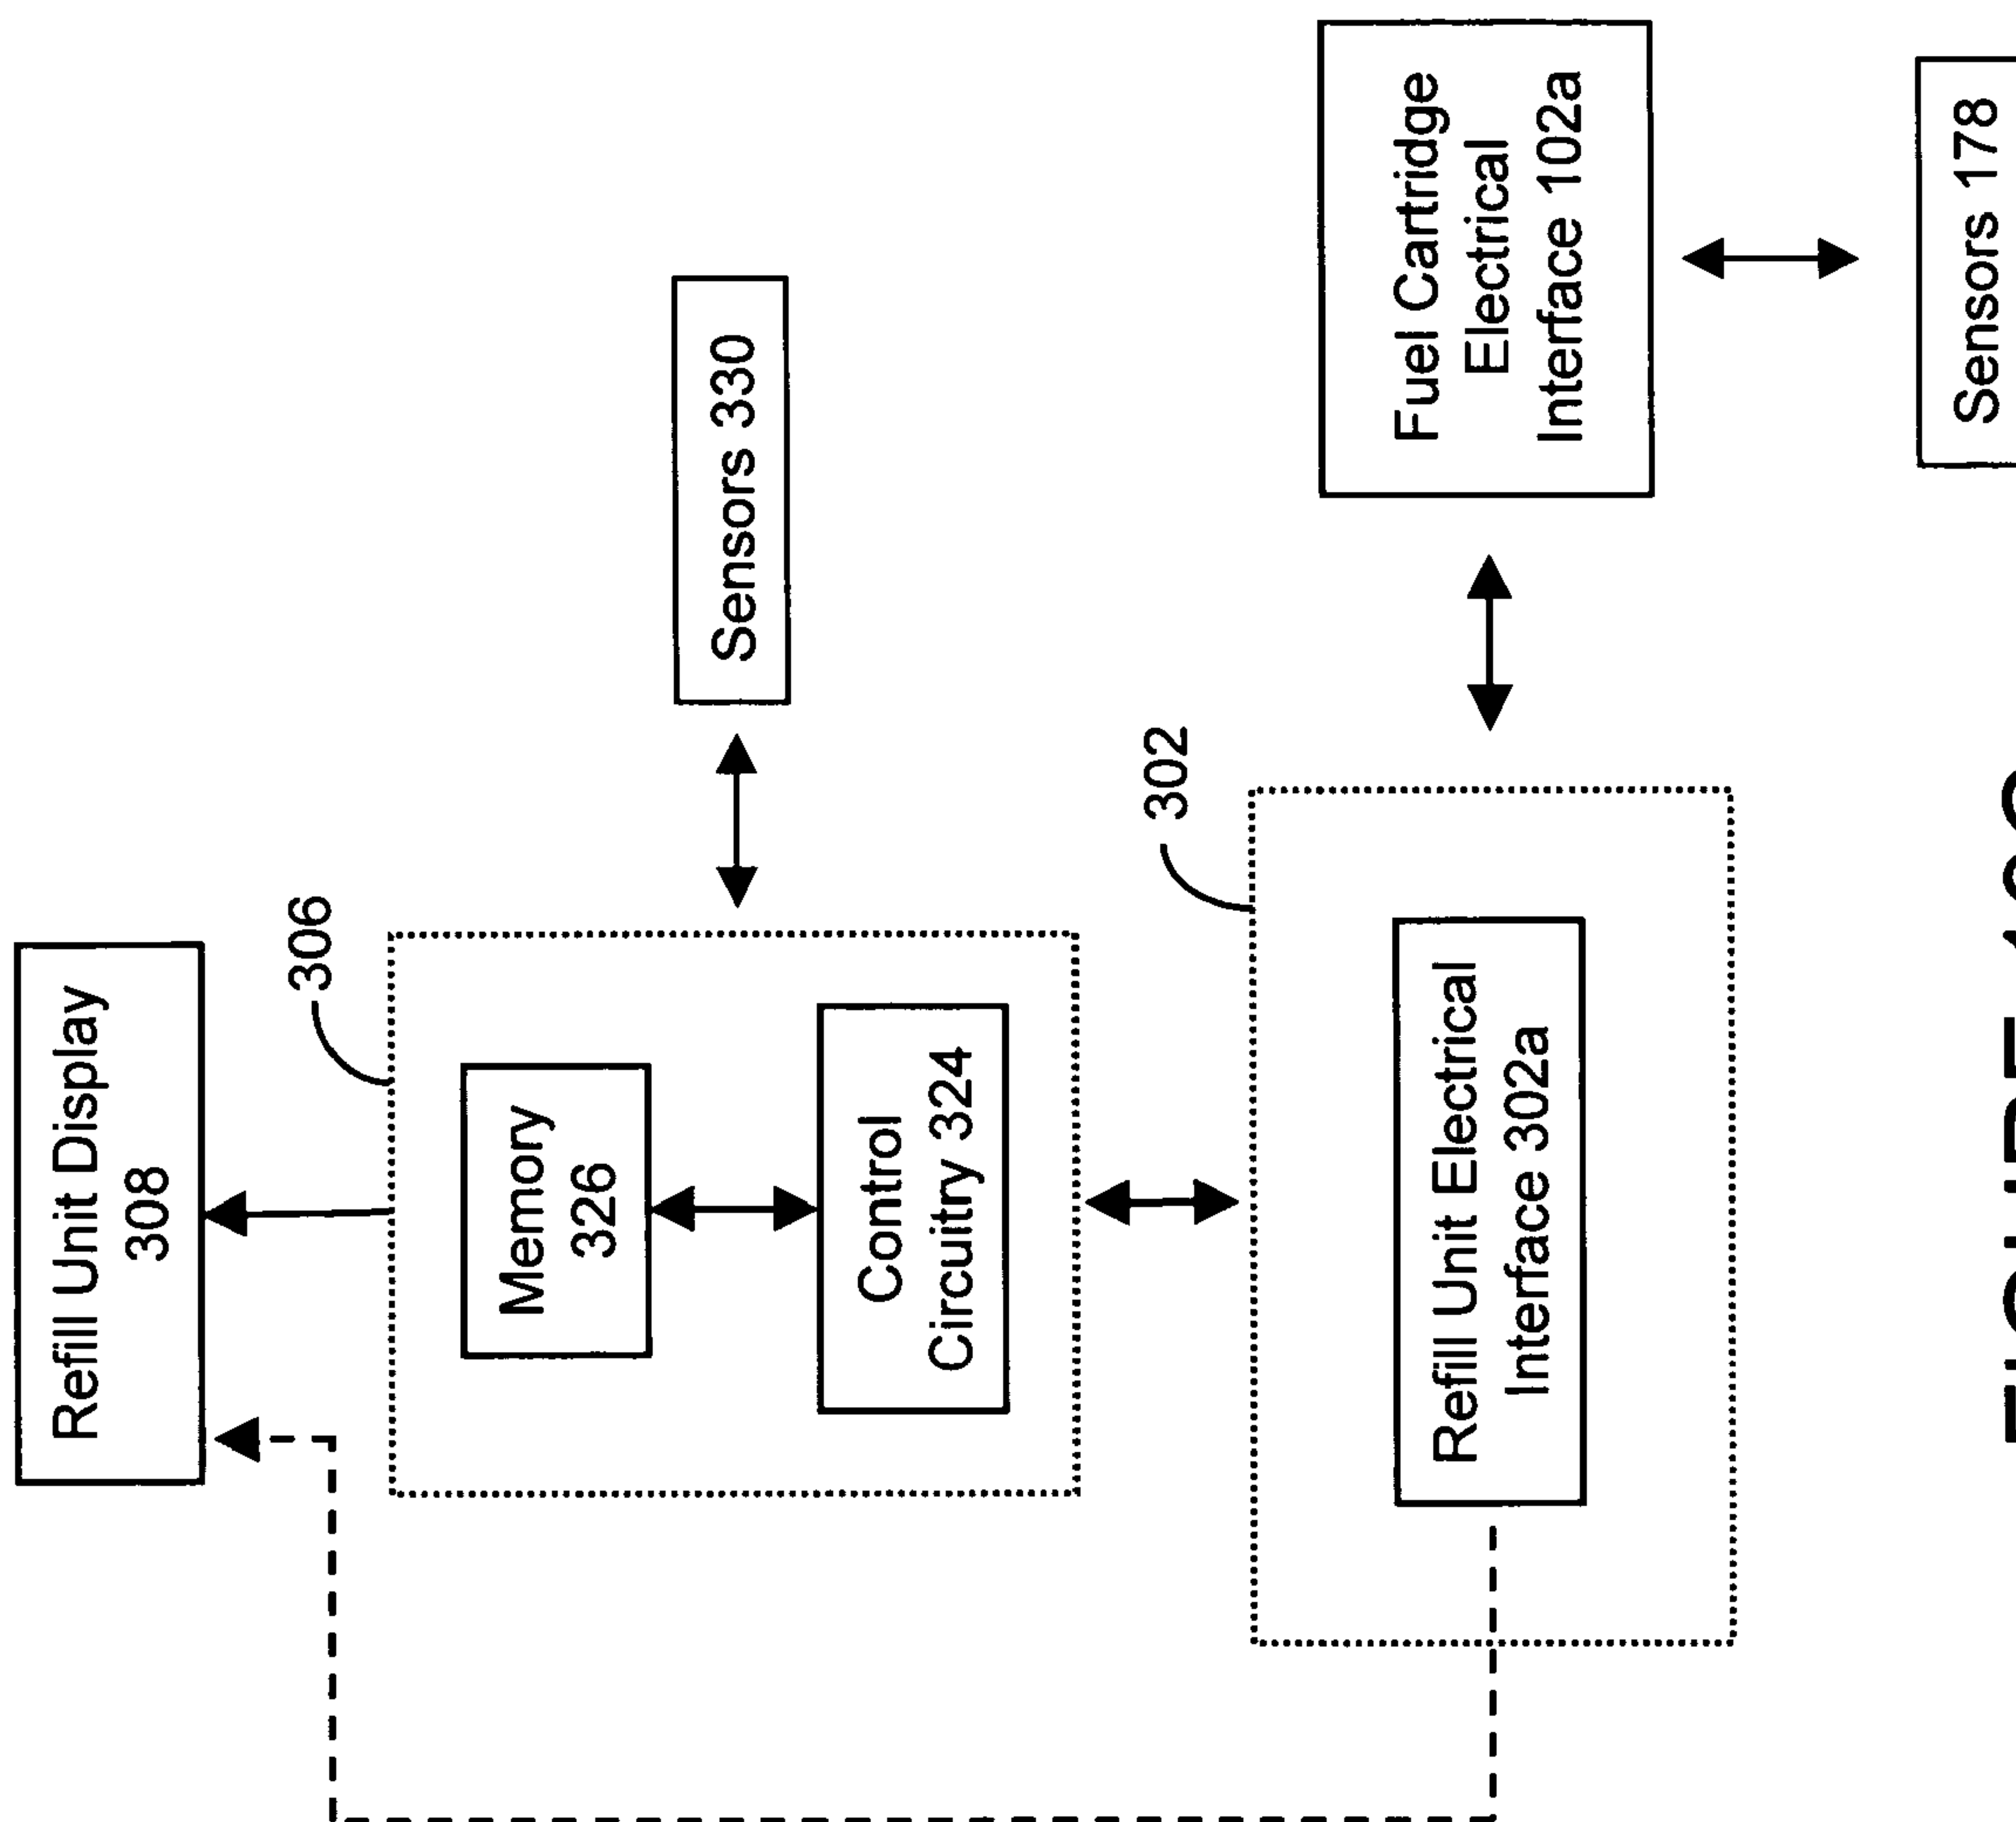 Refill Unit Display
308
306
Memory
326
Control
Circuitry 324
Sensors 330
302
Refill Unit Electrical
Interface 302a
Fuel Cartridge
Electrical
Interface 102a
Sensors 178